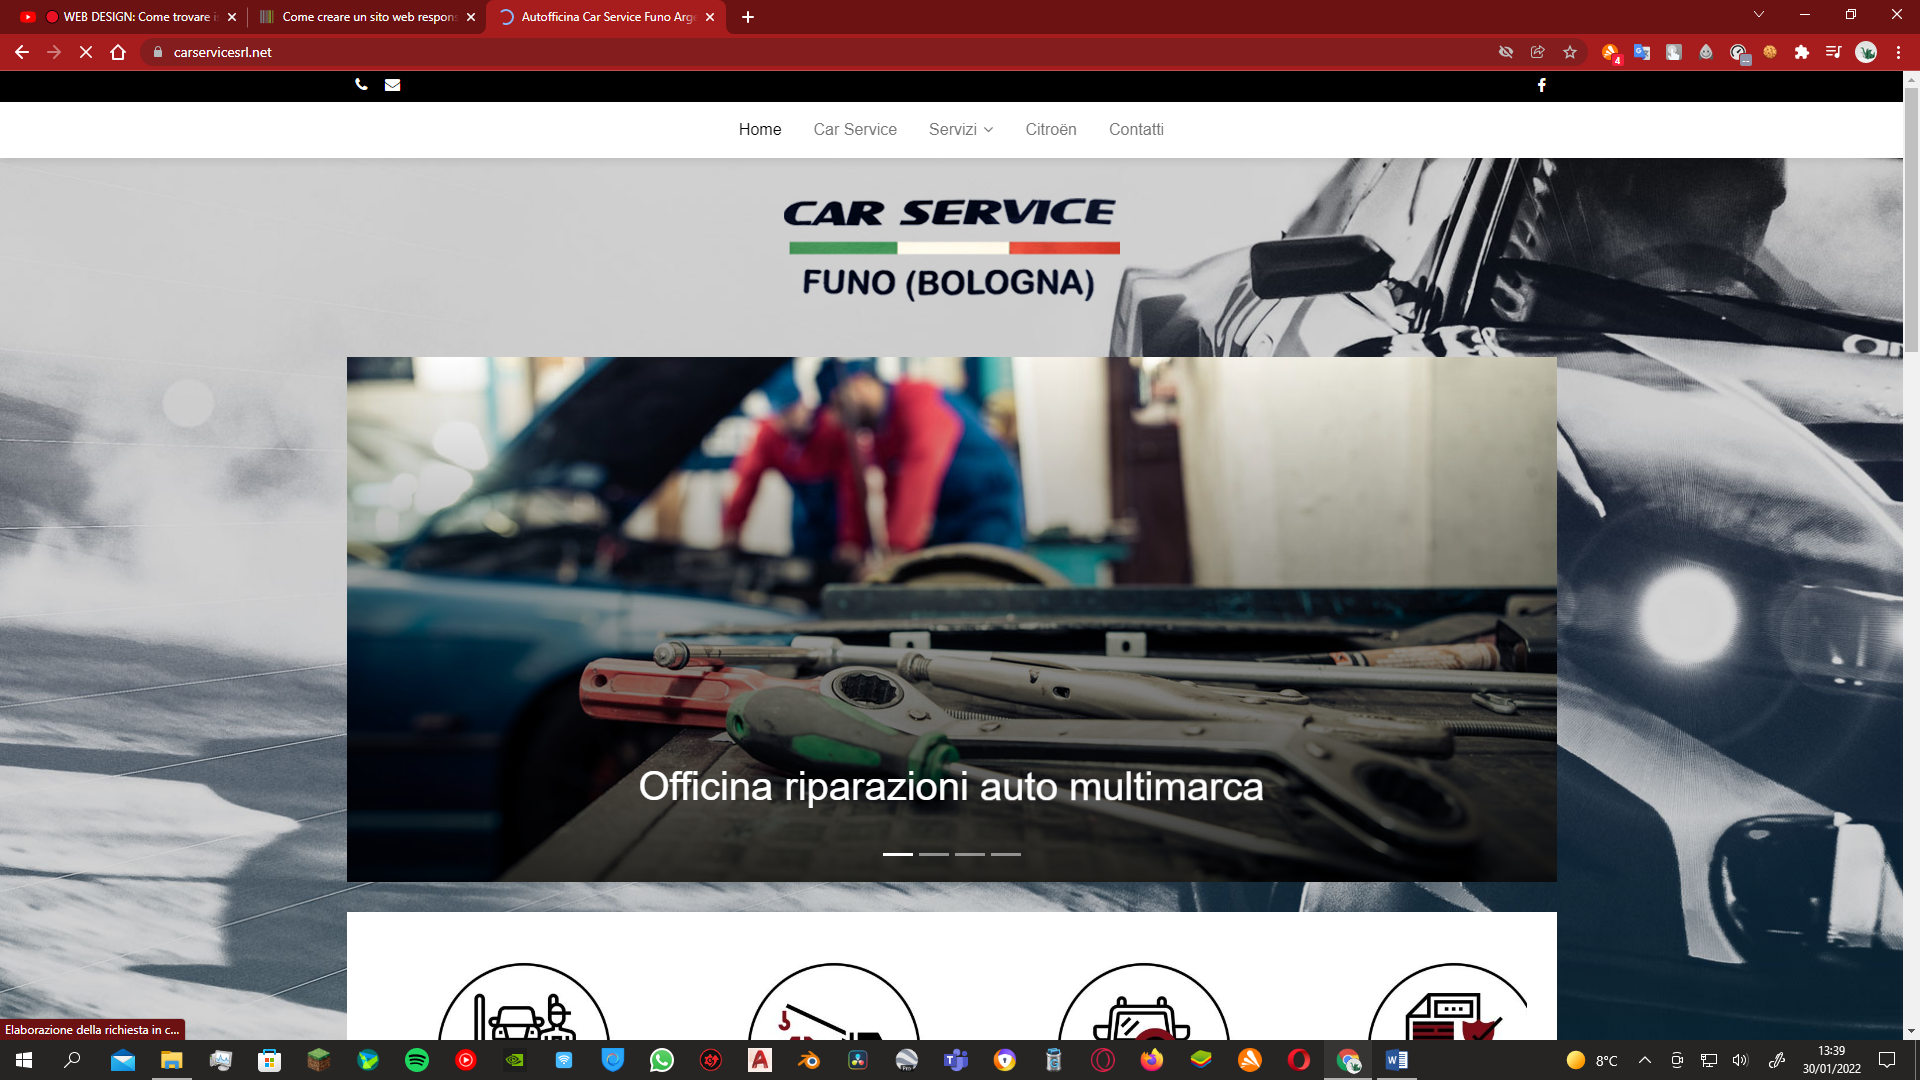 WEB DESIGN: Come trovare i
Come creare un sito web respon
Autofficina Car Service Funo Arg
carservicesrl.net
4
Home
Car Service
Servizi
Citroën
Contatti
CAR SERVICE
FUNO (BOLOGNA)
Officina riparazioni auto multimarca
Elaborazione della richiesta in c...
8°C
13:39
30/01/2022